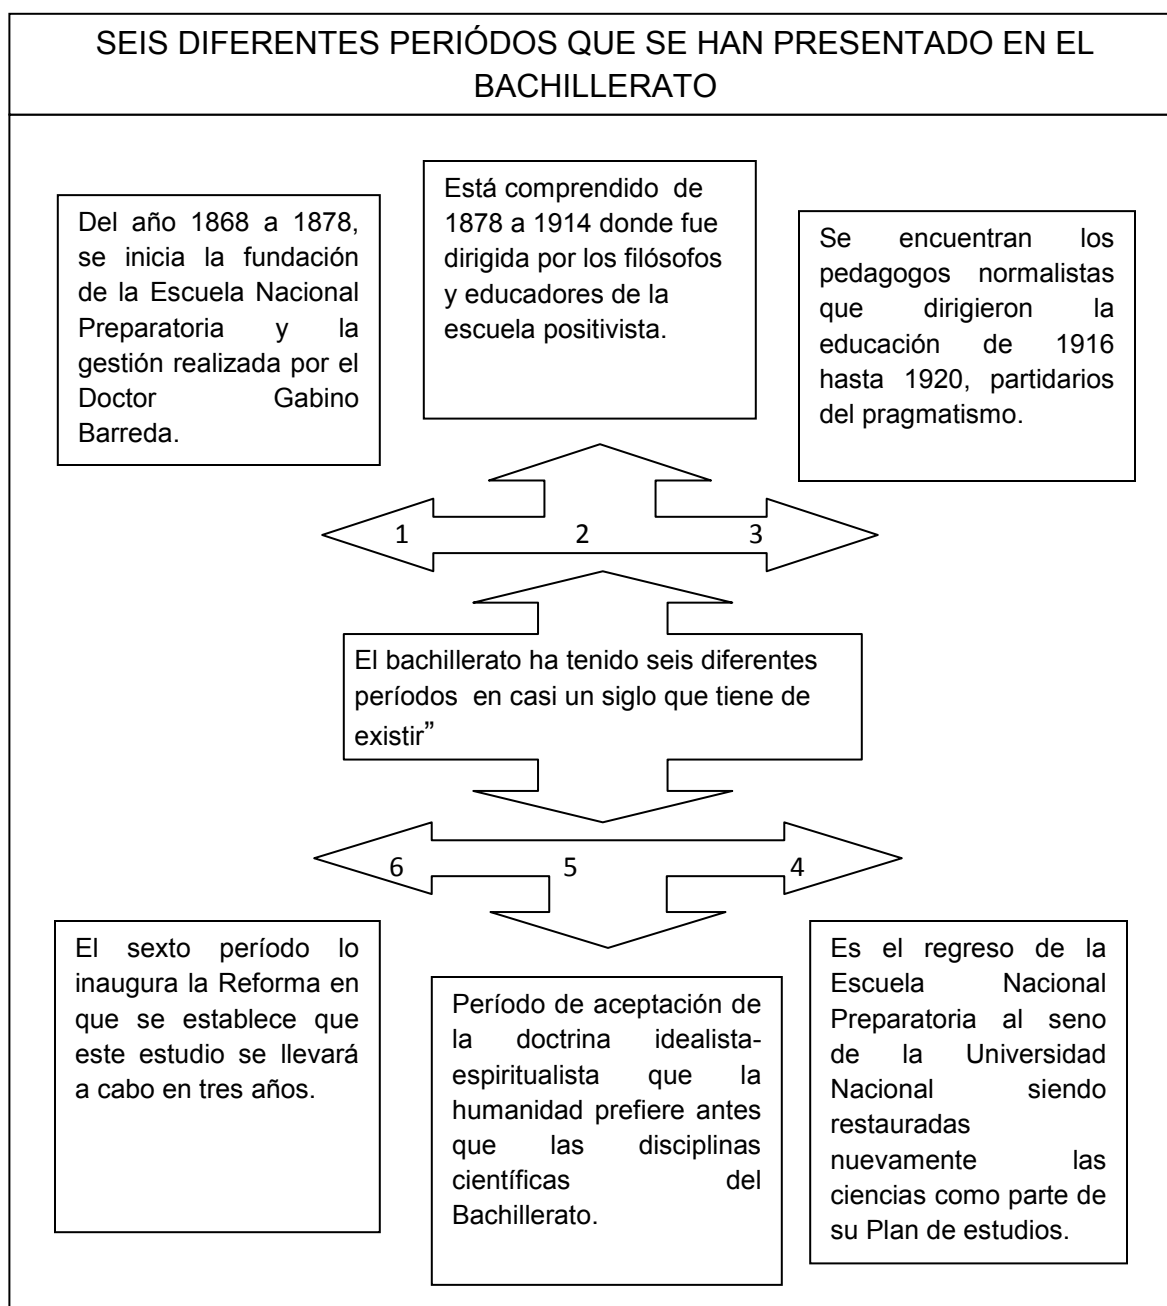 SEIS DIFERENTES PERIÓDOS QUE SE HAN PRESENTADO EN EL
BACHILLERATO
Del año 1868 a 1878,
se inicia la fundación
de la Escuela Nacional
Preparatoria y la
gestión realizada por el
Doctor Gabino
Barreda.
Está comprendido de
1878 a 1914 donde fue
dirigida por los filósofos
y educadores de la
escuela positivista.
Se encuentran los
pedagogos normalistas
que dirigieron la
educación de 1916
hasta 1920, partidarios
del pragmatismo.
1 2 3
El bachillerato ha tenido seis diferentes
períodos en casi un siglo que tiene de
existir”
6 5 4
El sexto período lo
inaugura la Reforma en
que se establece que
este estudio se llevará
a cabo en tres años.
Período de aceptación de
la doctrina idealista-
espiritualista que la
humanidad prefiere antes
que las disciplinas
científicas del
Bachillerato.
Es el regreso de la
Escuela Nacional
Preparatoria al seno
de la Universidad
Nacional siendo
restauradas
nuevamente las
ciencias como parte de
su Plan de estudios.